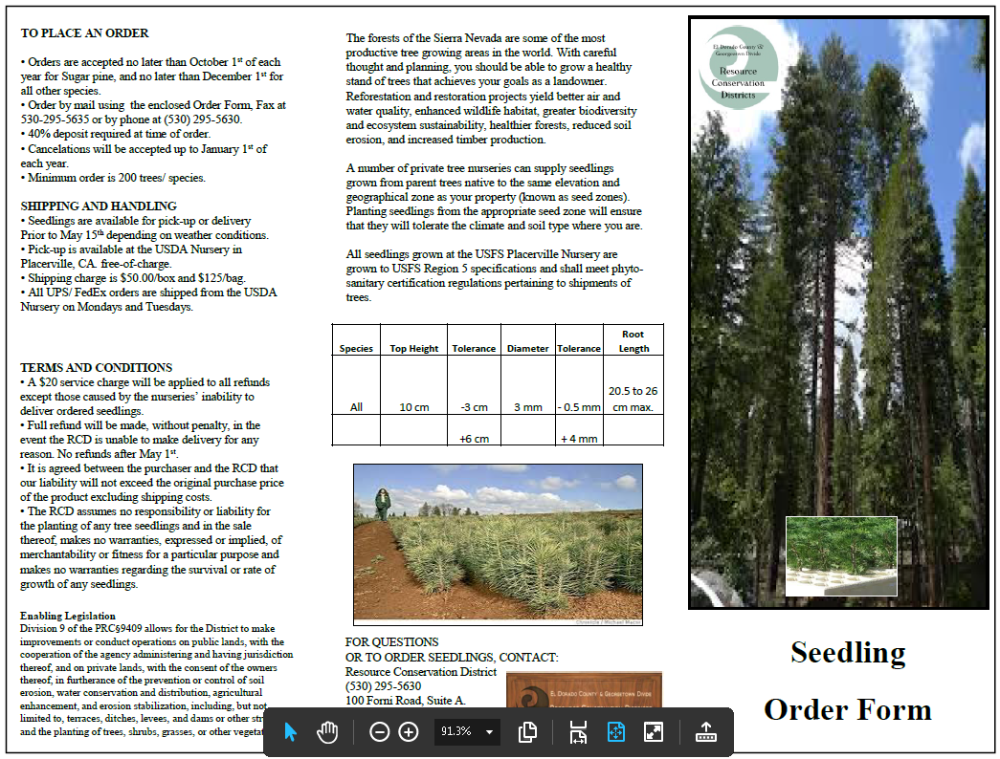 TO PLACE AN ORDER
• Orders are accepted no later than October 1st of each
year for Sugar pine, and no later than December 1st for
all other species.
• Order by mail using the enclosed Order Form, Fax at
530-295-5635 or by phone at (530) 295-5630.
• 40% deposit required at time of order.
• Cancelations will be accepted up to January 1st of
each year.
• Minimum order is 200 trees/ species.
SHIPPING AND HANDLING
• Seedlings are available for pick-up or delivery
Prior to May 15th depending on weather conditions.
• Pick-up is available at the USDA Nursery in
Placerville, CA. free-of-charge.
• Shipping charge is $50.00/box and $125/bag.
• All UPS/ FedEx orders are shipped from the USDA
Nursery on Mondays and Tuesdays.
TERMS AND CONDITIONS
• A $20 service charge will be applied to all refunds
except those caused by the nurseries’ inability to
deliver ordered seedlings.
• Full refund will be made, without penalty, in the
event the RCD is unable to make delivery for any
reason. No refunds after May 1st.
• It is agreed between the purchaser and the RCD that
our liability will not exceed the original purchase price
of the product excluding shipping costs.
• The RCD assumes no responsibility or liability for
the planting of any tree seedlings and in the sale
thereof, makes no warranties, expressed or implied, of
merchantability or fitness for a particular purpose and
makes no warranties regarding the survival or rate of
growth of any seedlings.
Enabling Legislation
Division 9 of the PRC§9409 allows for the District to make
improvements or conduct operations on public lands, with the
cooperation of the agency administering and having jurisdiction
thereof, and on private lands, with the consent of the owners
thereof, in furtherance of the prevention or control of soil
erosion, water conservation and distribution, agricultural
enhancement, and erosion stabilization, including, but not
limited to, terraces, ditches, levees, and dams or other
and the planting of trees, shrubs, grasses, or other
The forests of the Sierra Nevada are some of the most
productive tree growing areas in the world. With careful
thought and planning, you should be able to grow a healthy
stand of trees that achieves your goals as a landowner.
Reforestation and restoration projects yield better air and
water quality, enhanced wildlife habitat, greater biodiversity
and ecosystem sustainability, healthier forests, reduced soil
erosion, and increased timber production.
A number of private tree nurseries can supply seedlings
grown from parent trees native to the same elevation and
geographical zone as your property (known as seed zones).
Planting seedlings from the appropriate seed zone will ensure
that they will tolerate the climate and soil type where you are.
All seedlings grown at the USFS Placerville Nursery are
grown to USFS Region 5 specifications and shall meet phyto-
sanitary certification regulations pertaining to shipments of
trees.
Species Top Height Tolerance Diameter Tolerance Root Length
All 10 cm -3 cm 3 mm - 0.5 mm 20.5 to 26 cm max.
+6 cm + 4 mm
Chronicle / Michael Macor
FOR QUESTIONS
OR TO ORDER SEEDLINGS, CONTACT:
Resource Conservation District
(530) 295-5630
100 Forni Road, Suite A.
EL DORADO COUNTY & GEORGETOWN DIVIDE
El Dorado County &
Georgetown Divide
Resource
Conservation
Districts
Seedling
Order Form
91.3%